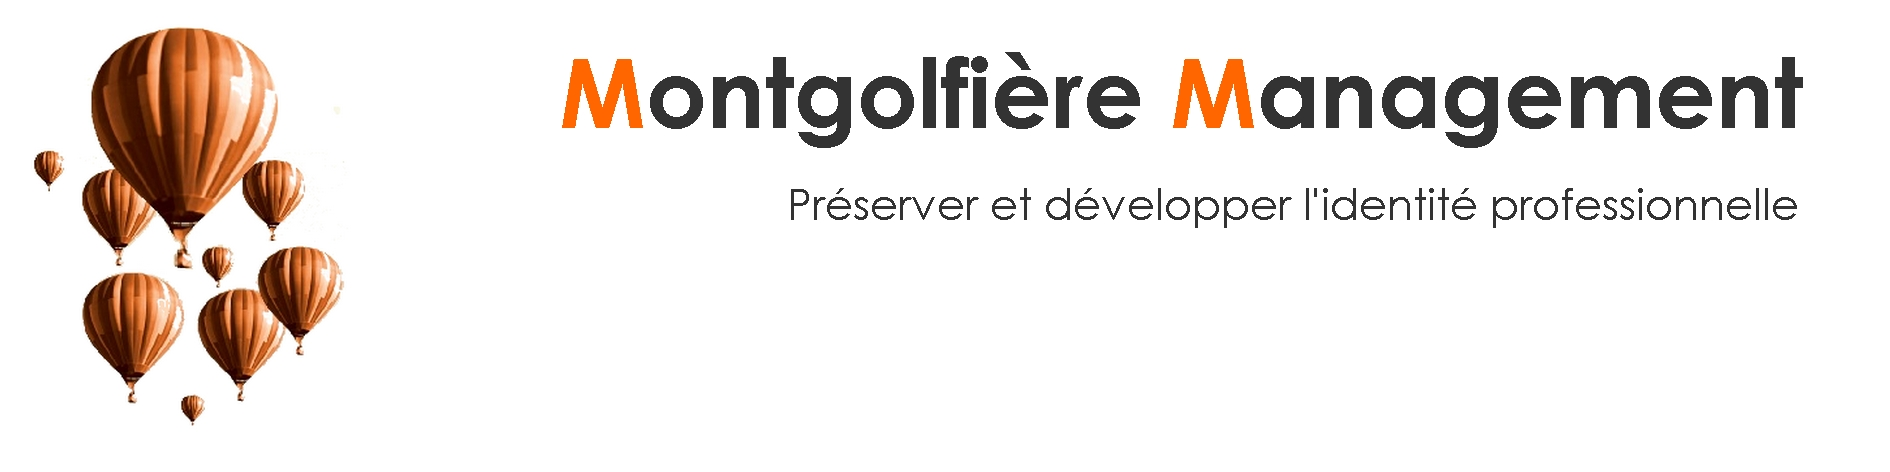 Montgolfière Management
Préserver et développer l'identité professionnelle